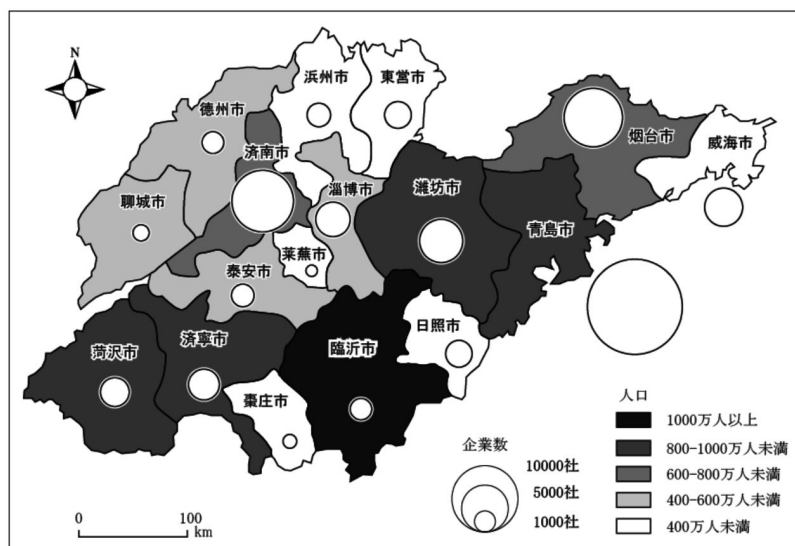 N
浜州市
東営市
徳州市
済南市
烟台市
威海市
聊城市
淄博市
濰坊市
青島市
莱蕪市
泰安市
日照市
菏沢市
済寧市
臨沂市
棗庄市
人口
1000万人以上
800-1000万人未満
600-800万人未満
400-600万人未満
400万人未満
企業数
10000社
5000社
1000社
0 100
km